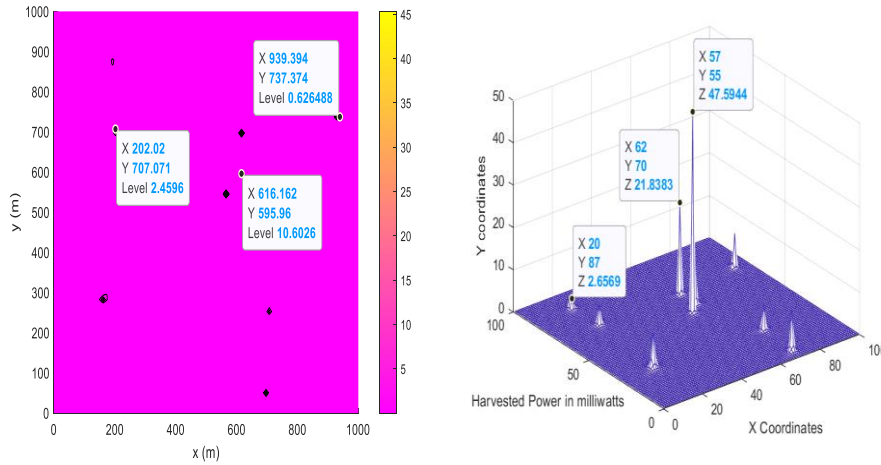 1000
900
800
700
600
500
400
300
200
100
0
0
200
400
600
800
1000
x (m)
y (m)
X 939.394
Y 737.374
Level 0.626488
X 202.02
Y 707.071
Level 2.4596
X 616.162
Y 595.96
Level 10.6026
45
40
35
30
25
20
15
10
5
X 57
Y 55
Z 47.5944
X 62
Y 70
Z 21.8383
X 20
Y 87
Z 2.6569
Y coordinates
50
40
30
20
10
0
100
50
0
Harvested Power in milliwatts
0
20
40
60
80
X Coordinates